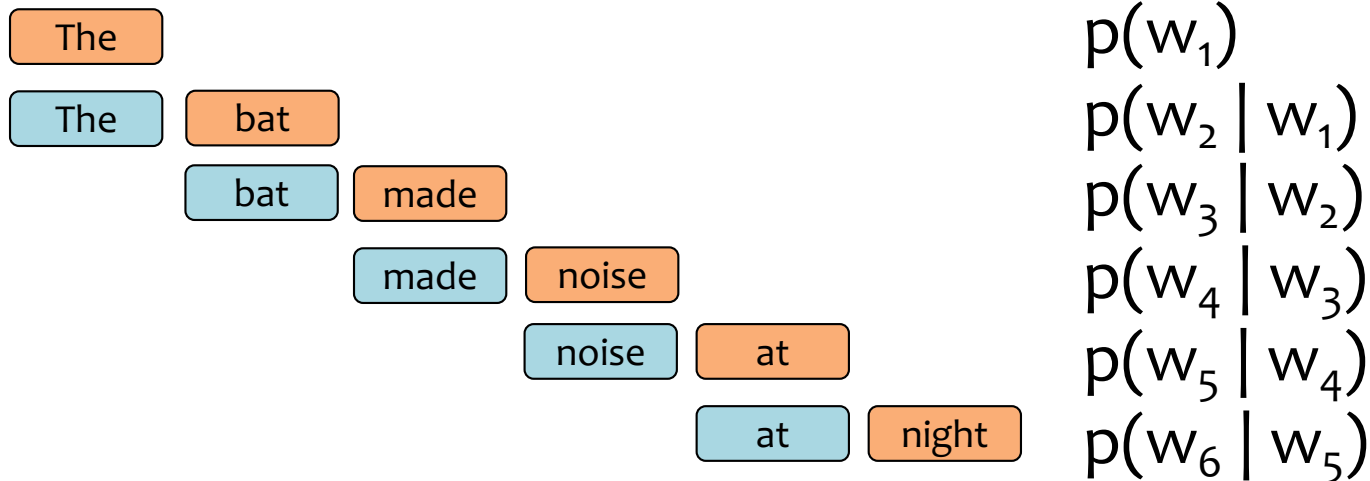 The p(w₁)
The bat p(w₂ | w₁)
bat made p(w₃ | w₂)
made noise p(w₄ | w₃)
noise at p(w₅ | w₄)
at night p(w₆ | w₅)